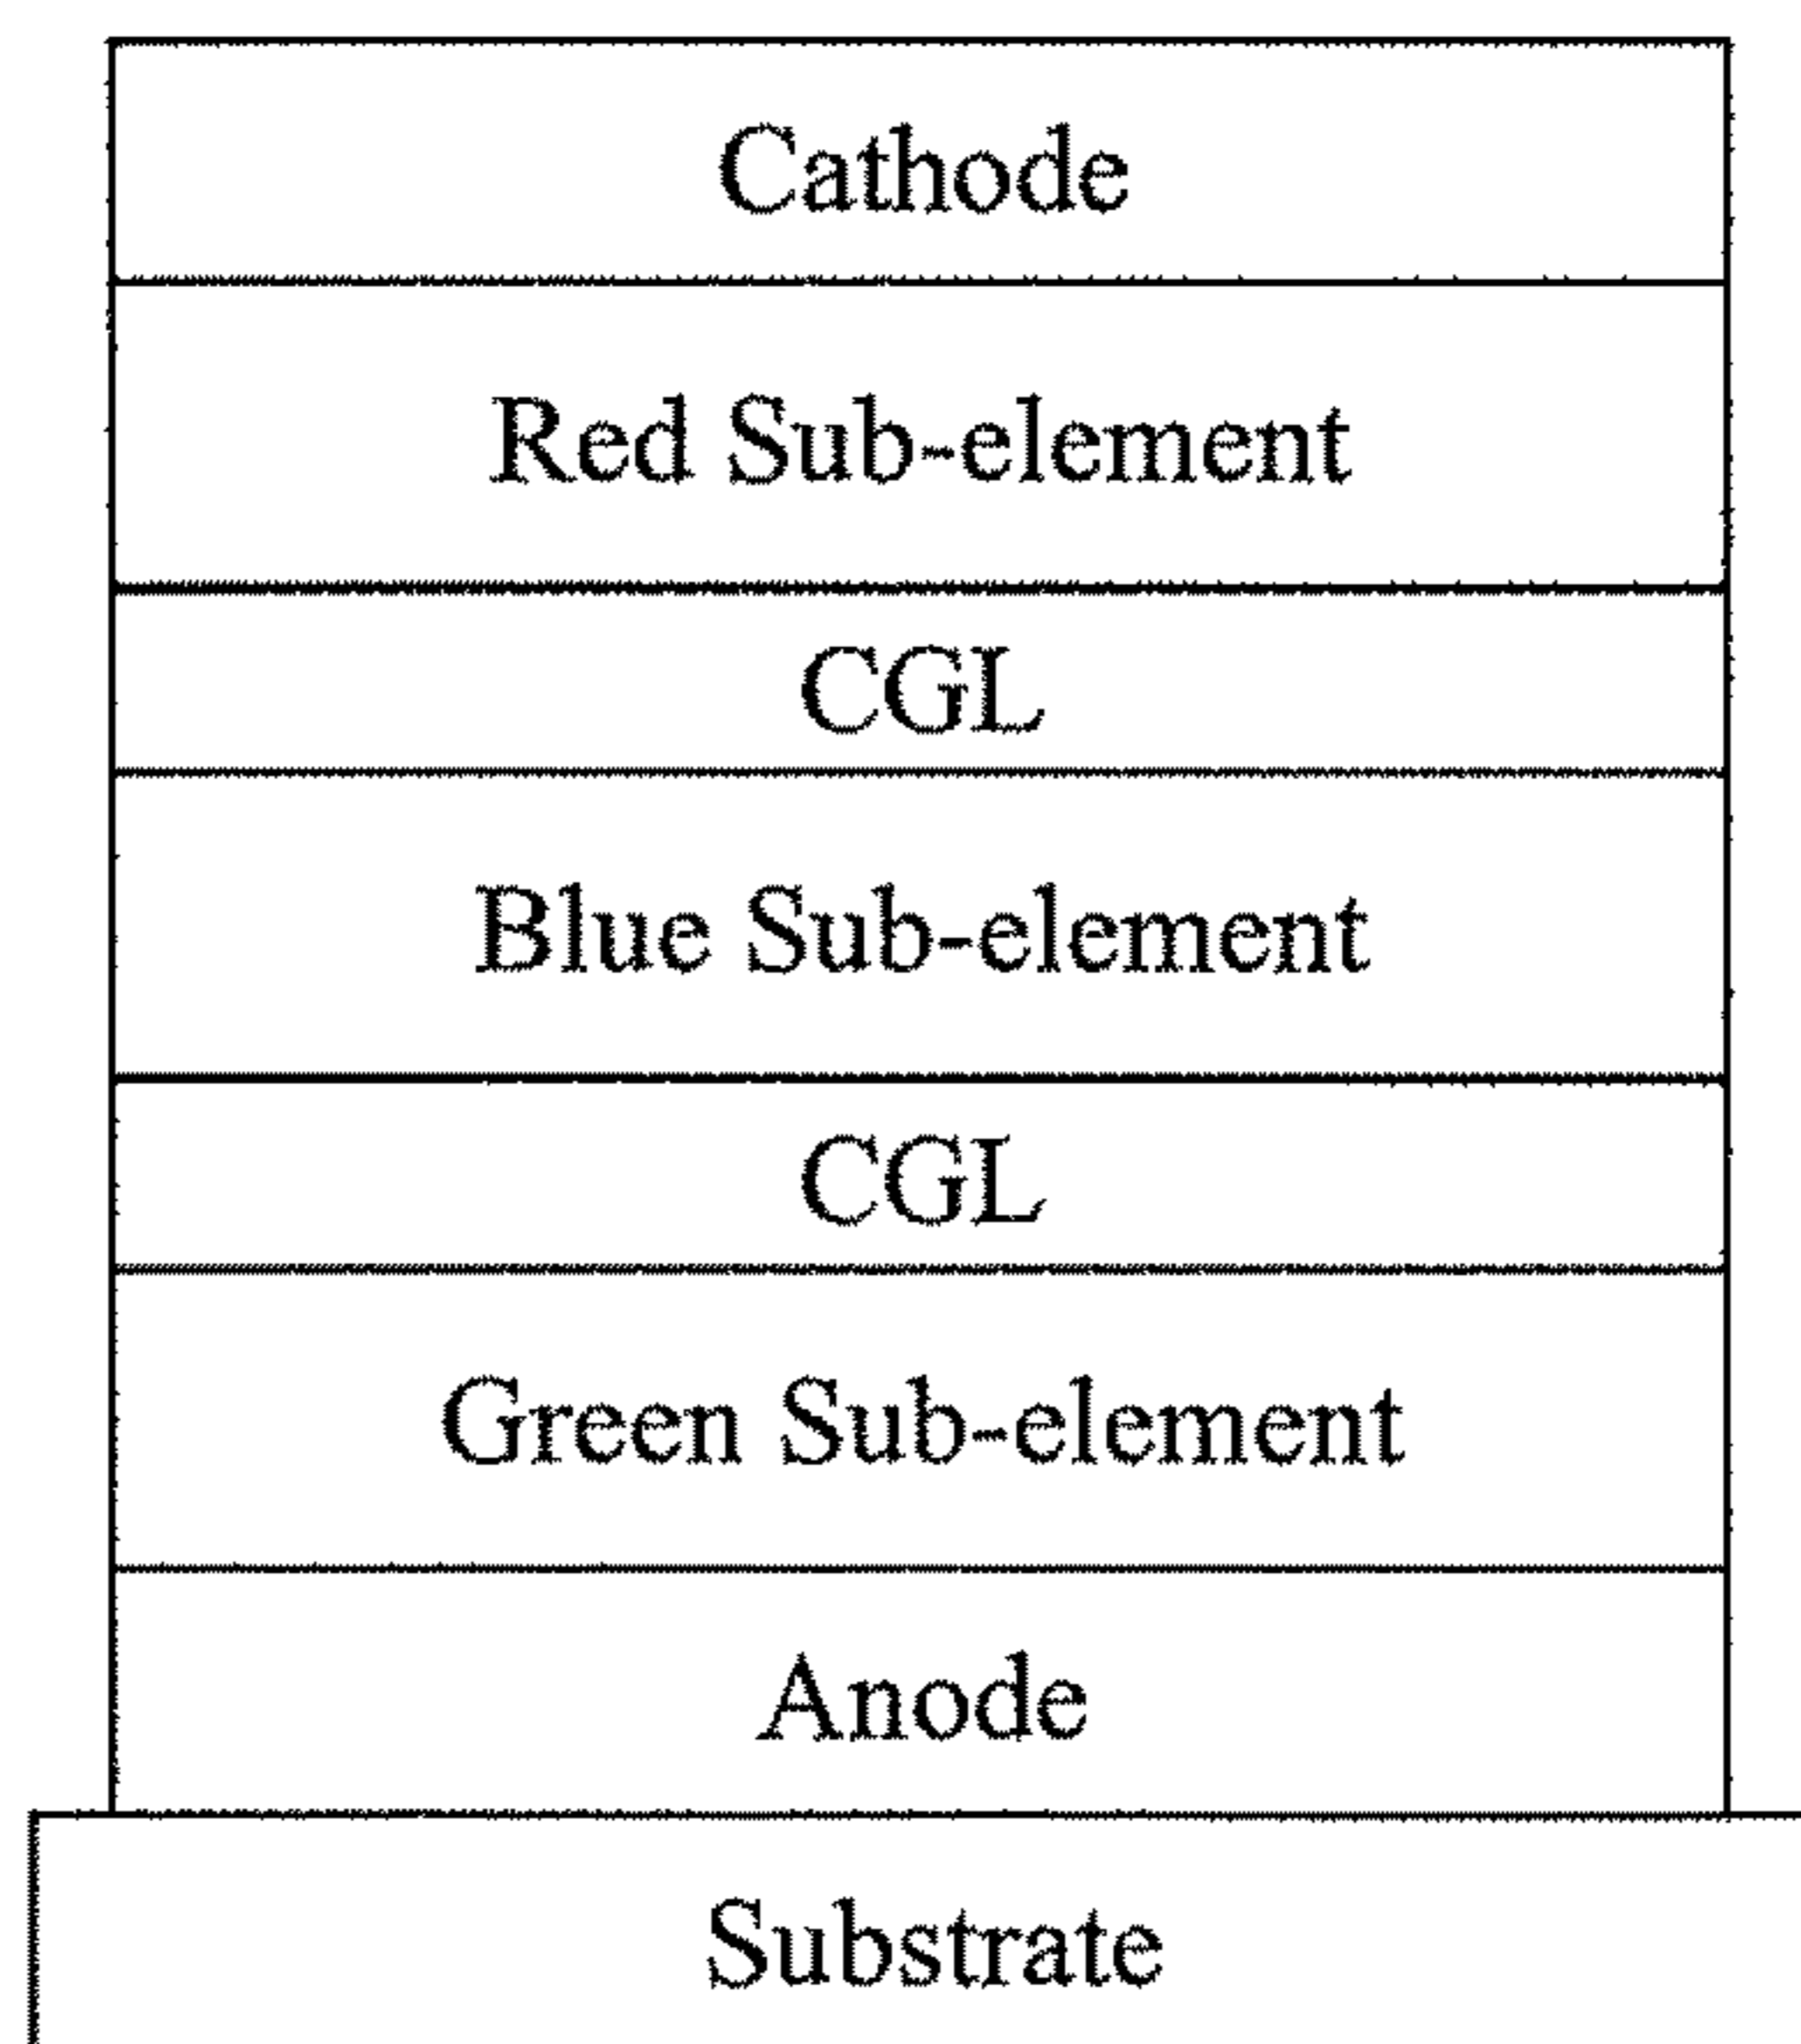 Cathode
Red Sub-element
CGL
Blue Sub-element
CGL
Green Sub-element
Anode
Substrate